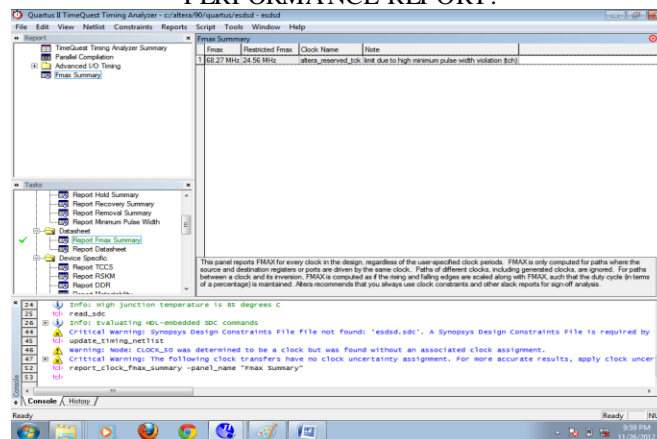 PERFORMANCE REPORT:
Quartus II TimeQuest Timing Analyzer - c:/altera/90/quartus/esdsd - esdsd
File Edit View Netlist Constraints Reports Script Tools Window Help
Report
TimeQuest Timing Analyzer Summary
Parallel Compilation
Advanced I/O Timing
Fmax Summary
Fmax Summary
Fmax Restricted Fmax Clock Name Note
1 68.27 MHz 24.56 MHz altera_reserved_tck limit due to high minimum pulse width violation (tch)
Tasks
Report Hold Summary
Report Recovery Summary
Report Removal Summary
Report Minimum Pulse Width
Datasheet
Report Fmax Summary
Report Datasheet
Device Specific
Report TCCS
Report RSKM
Report DDR
This panel reports FMAX for every clock in the design, regardless of the user-specified clock periods. FMAX is only computed for paths where the
source and destination registers or ports are driven by the same clock. Paths of different clocks, including generated clocks, are ignored. For paths
between a clock and its inversion, FMAX is computed as if the rising and falling edges are scaled along with FMAX, such that the duty cycle (in terms
of a percentage) is maintained. Altera recommends that you always use clock constraints and other slack reports for sign-off analysis.
24 Info: High junction temperature is 85 degrees C
25 tcl> read_sdc
26 Info: Evaluating HDL-embedded SDC commands
44 Critical Warning: Synopsys Design Constraints File file not found: 'esdsd.sdc'. A Synopsys Design Constraints File is required by
45 tcl> update_timing_netlist
46 Warning: Node: CLOCK_50 was determined to be a clock but was found without an associated clock assignment.
47 Critical Warning: The following clock transfers have no clock uncertainty assignment. For more accurate results, apply clock uncer
52 tcl> report_clock_fmax_summary -panel_name "Fmax Summary"
53 tcl>
Console
Console History
Ready
Ready
9:59 PM